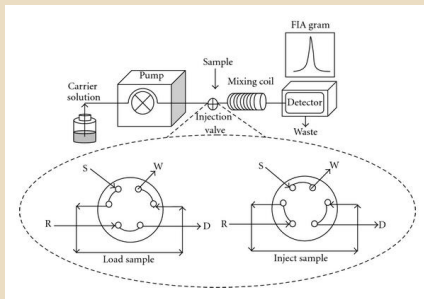 FIA gram
Sample
Pump
Mixing coil
Carrier
solution
Detector
Injection
valve
Waste
S
W
R
D
Load sample
S
W
R
D
Inject sample